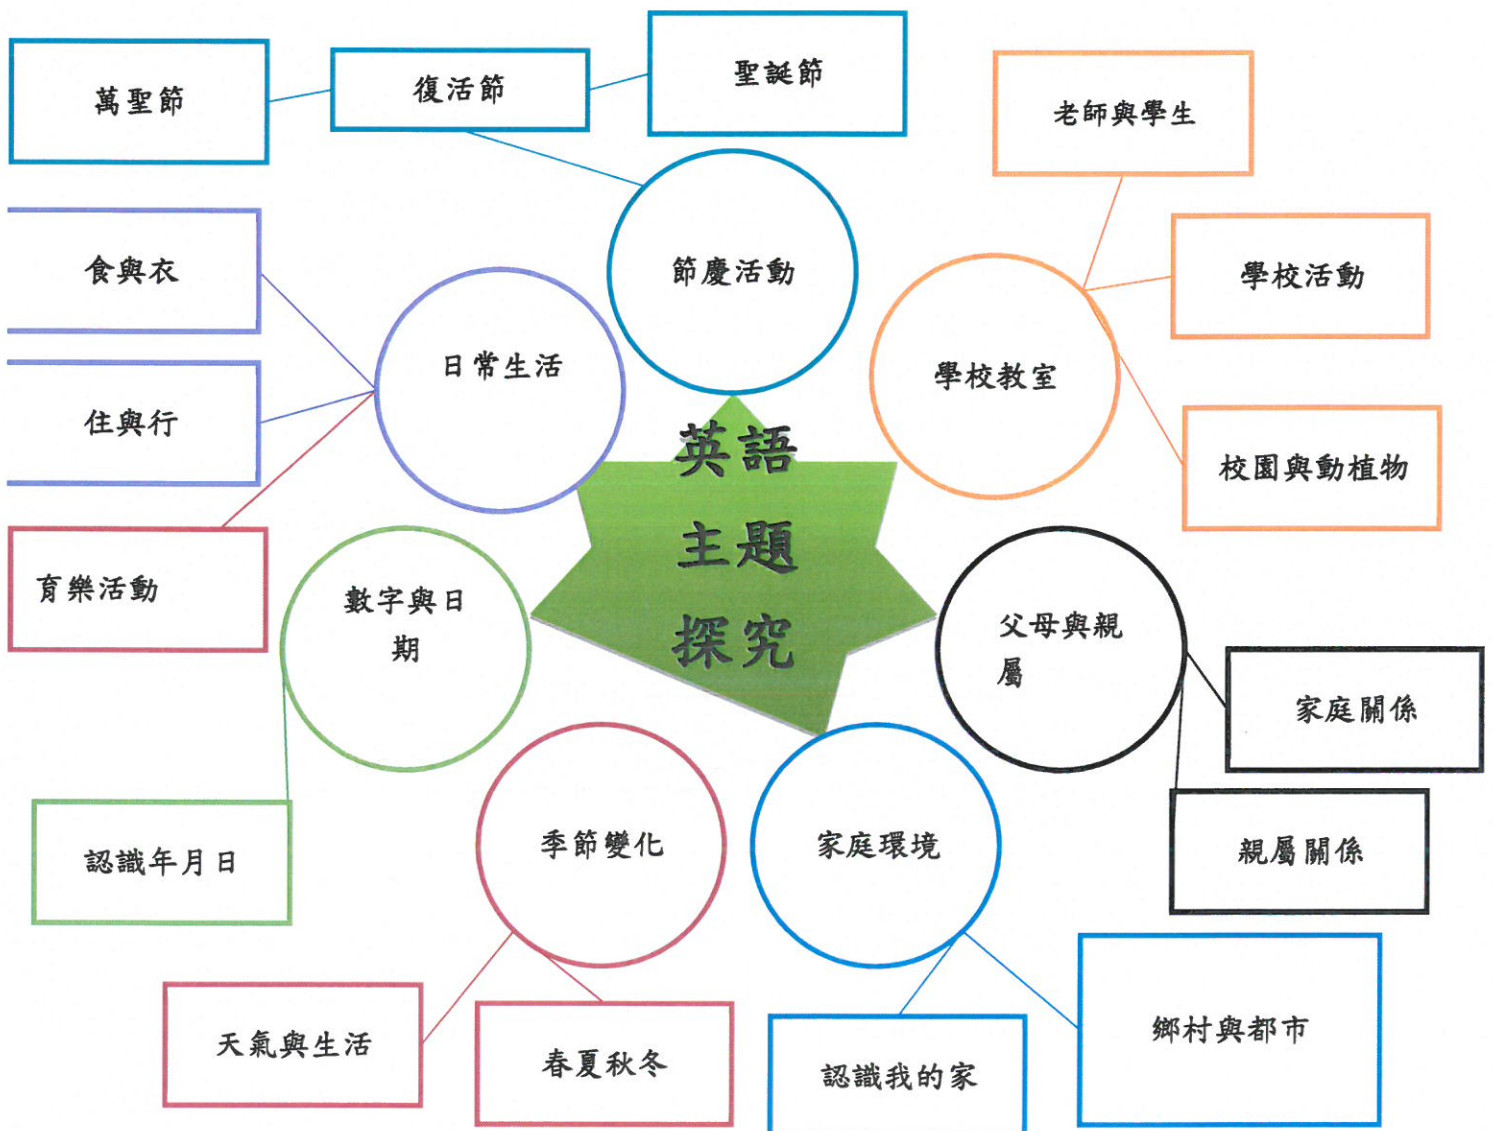 萬聖節
復活節
聖誕節
老師與學生
食與衣
節慶活動
學校活動
日常生活
學校教室
住與行
英語
主題
探究
校園與動植物
育樂活動
數字與日
期
父母與親
屬
家庭關係
認識年月日
季節變化
家庭環境
親屬關係
天氣與生活
春夏秋冬
認識我的家
鄉村與都市